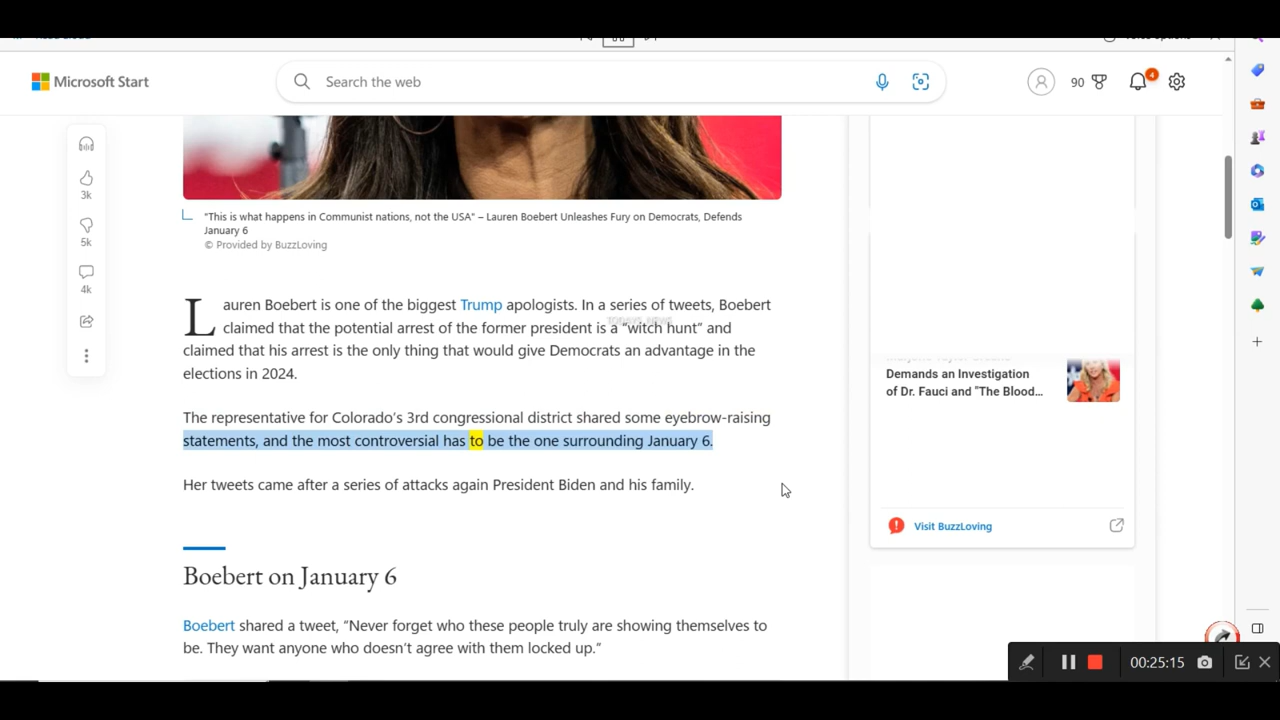 Microsoft Start
Search the web
90
4
3k
5k
4k
"This is what happens in Communist nations, not the USA" – Lauren Boebert Unleashes Fury on Democrats, Defends
January 6
© Provided by BuzzLoving
Lauren Boebert is one of the biggest Trump apologists. In a series of tweets, Boebert
claimed that the potential arrest of the former president is a “witch hunt” and
claimed that his arrest is the only thing that would give Democrats an advantage in the
elections in 2024.
TODAYS NEWS
The representative for Colorado’s 3rd congressional district shared some eyebrow-raising
statements, and the most controversial has to be the one surrounding January 6.
Her tweets came after a series of attacks again President Biden and his family.
Boebert on January 6
Boebert shared a tweet, “Never forget who these people truly are showing themselves to
be. They want anyone who doesn’t agree with them locked up.”
Demands an Investigation
of Dr. Fauci and "The Blood...
Visit BuzzLoving
00:25:15